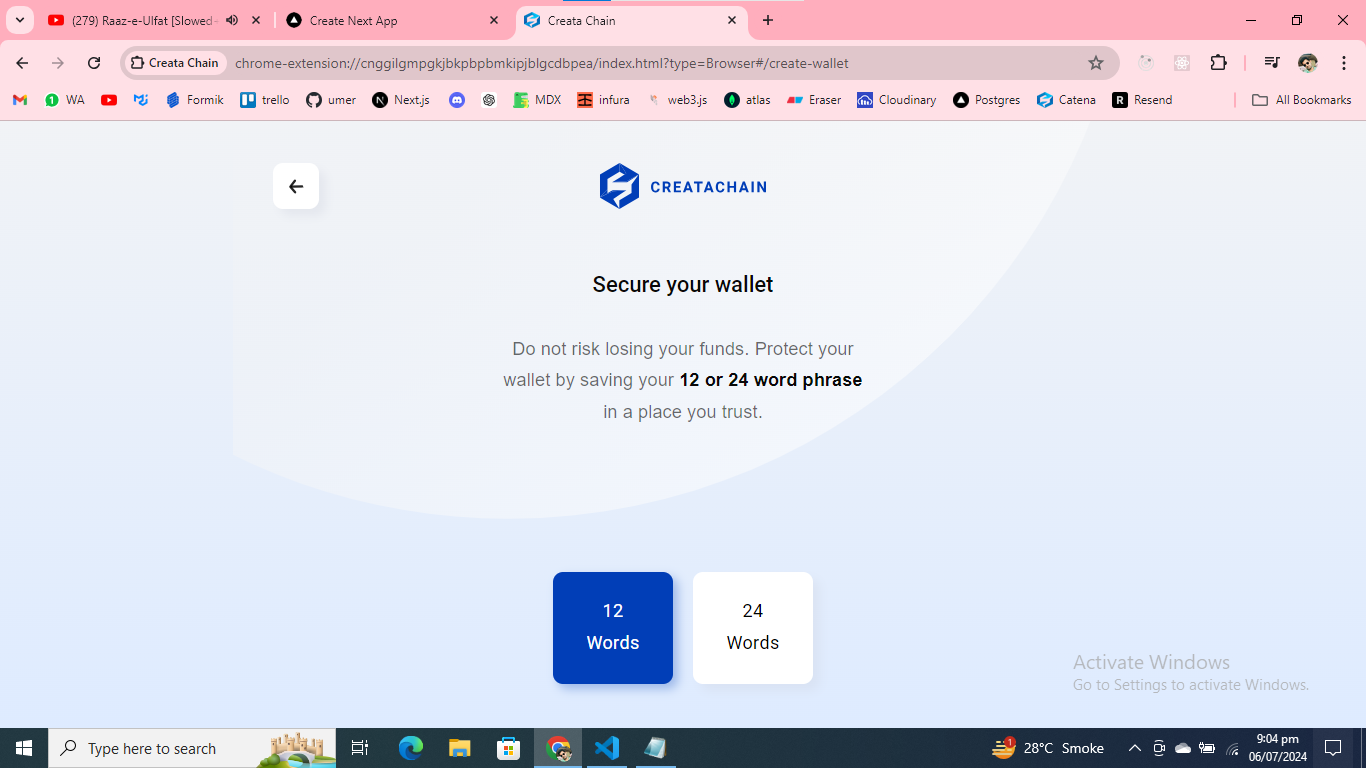 (279) Raaz-e-Ulfat [Slowed
Create Next App
Creata Chain
Creata Chain
chrome-extension://cnggilgmpgkjbkpbpbmkipjblgcdbpea/index.html?type=Browser#/create-wallet
WA
Formik
trello
umer
Next.js
MDX
infura
web3.js
atlas
Eraser
Cloudinary
Postgres
Catena
Resend
All Bookmarks
CREATACHAIN
Secure your wallet
Do not risk losing your funds. Protect your
wallet by saving your 12 or 24 word phrase
in a place you trust.
12
Words
24
Words
Activate Windows
Go to Settings to activate Windows.
Type here to search
28°C Smoke
9:04 pm
06/07/2024